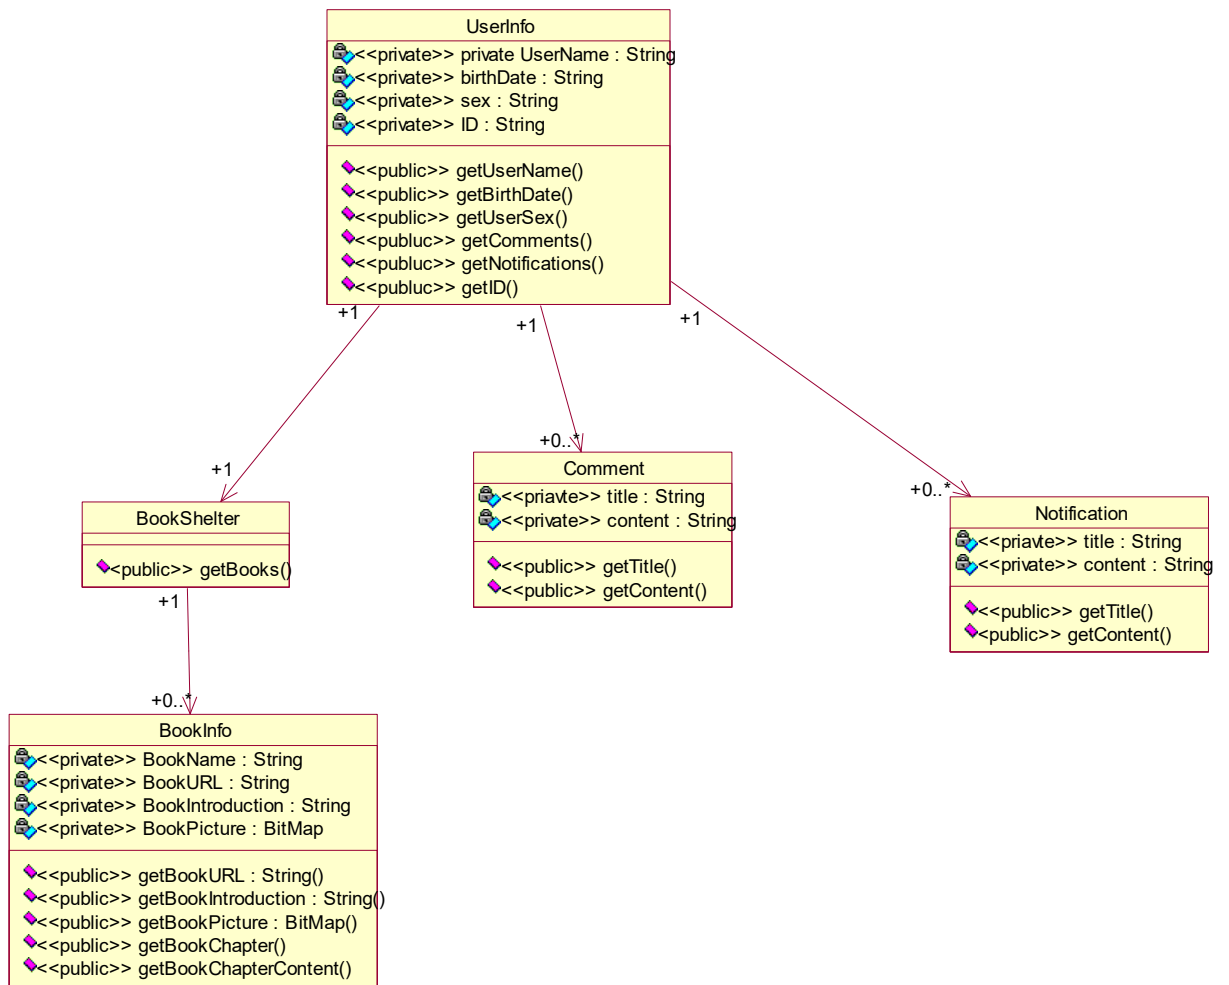 UserInfo
<<private>> private UserName : String
<<private>> birthDate : String
<<private>> sex : String
<<private>> ID : String
<<public>> getUserName()
<<public>> getBirthDate()
<<public>> getUserSex()
<<publuc>> getComments()
<<publuc>> getNotifications()
<<publuc>> getID()
+1
+1
+1
+1
+0..*
+0..*
BookShelter
<public>> getBooks()
+1
Comment
<<priavte>> title : String
<<private>> content : String
<<public>> getTitle()
<<public>> getContent()
Notification
<<priavte>> title : String
<<private>> content : String
<<public>> getTitle()
<public>> getContent()
+0..*
BookInfo
<<private>> BookName : String
<<private>> BookURL : String
<<private>> BookIntroduction : String
<<private>> BookPicture : BitMap
<<public>> getBookURL : String()
<<public>> getBookIntroduction : String()
<<public>> getBookPicture : BitMap()
<<public>> getBookChapter()
<<public>> getBookChapterContent()